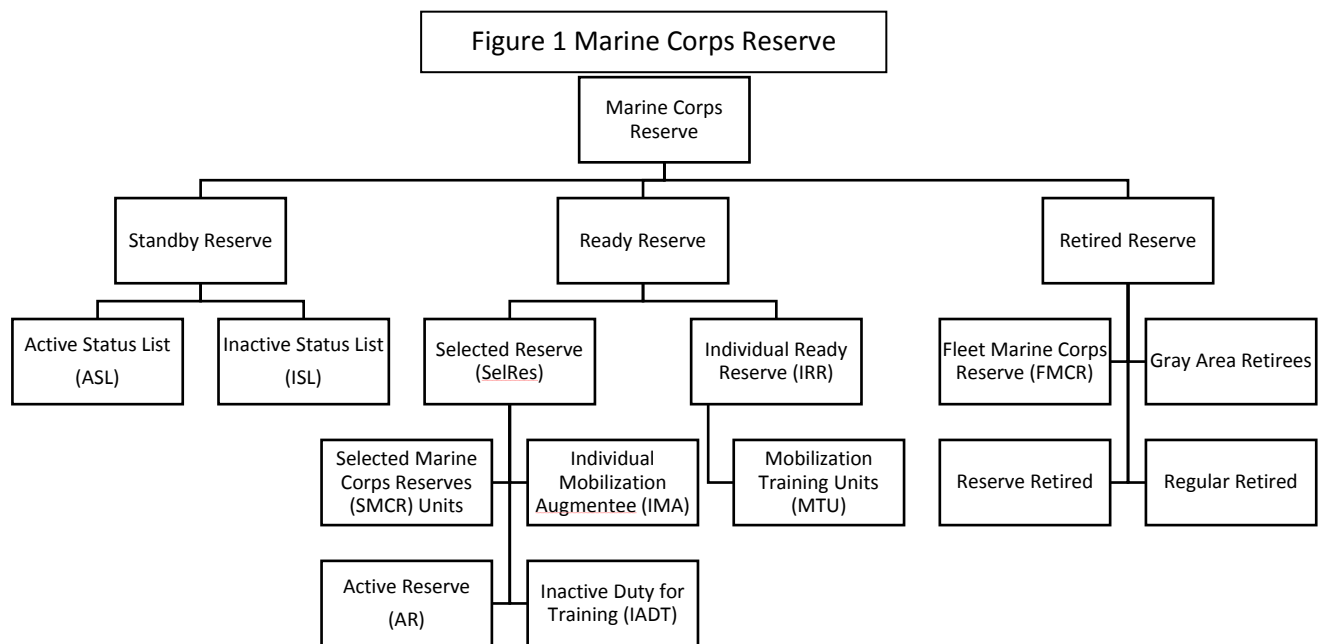 Figure 1 Marine Corps Reserve
Marine Corps
Reserve
Standby Reserve
Ready Reserve
Retired Reserve
Active Status List
(ASL)
Inactive Status List
(ISL)
Selected Reserve
(SelRes)
Individual Ready
Reserve (IRR)
Fleet Marine Corps
Reserve (FMCR)
Gray Area Retirees
Selected Marine
Corps Reserves
(SMCR) Units
Individual
Mobilization
Augmentee (IMA)
Mobilization
Training Units
(MTU)
Reserve Retired
Regular Retired
Active Reserve
(AR)
Inactive Duty for
Training (IADT)